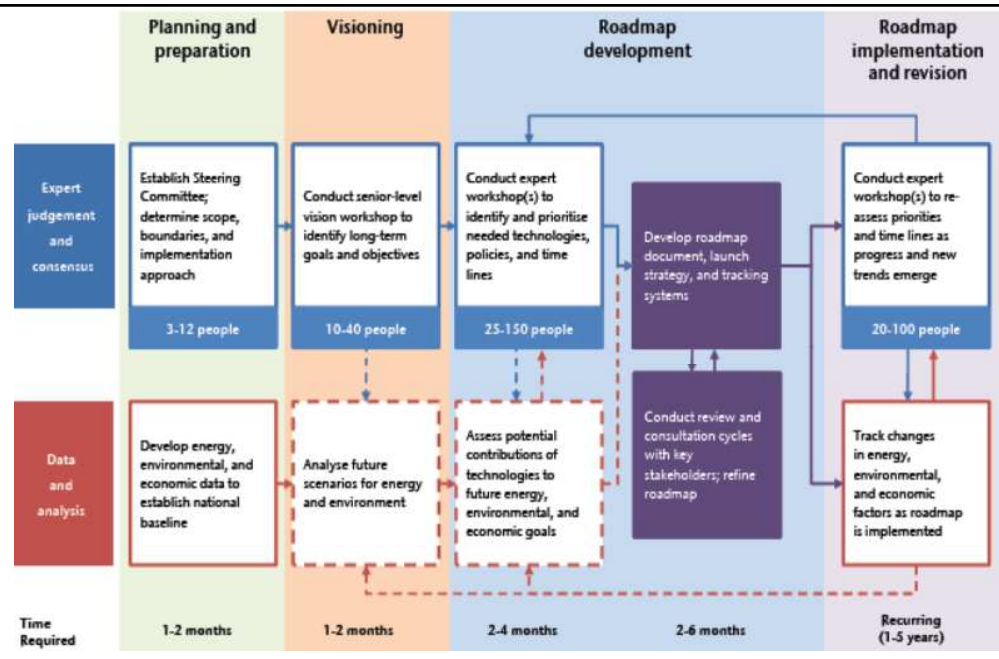 Planning and
preparation
Visioning
Roadmap
development
Roadmap
implementation
and revision
Expert
judgement
and
consensus
Establish Steering
Committee;
determine scope,
boundaries, and
implementation
approach
3-12 people
Conduct senior-level
vision workshop to
identify long-term
goals and objectives
10-40 people
Conduct expert
workshop(s) to
identify and prioritise
needed technologies,
policies, and time
lines
25-150 people
Develop roadmap
document, launch
strategy, and tracking
systems
Conduct expert
workshop(s) to re-
assess priorities
and time lines as
progress and new
trends emerge
20-100 people
Data
and
analysis
Develop energy,
environmental, and
economic data to
establish national
baseline
Analyse future
scenarios for energy
and environment
Assess potential
contributions of
technologies to
future energy,
environmental, and
economic goals
Conduct review and
consultation cycles
with key
stakeholders; refine
roadmap
Track changes
in energy,
environmental,
and economic
factors as roadmap
is implemented
Time
Required
1-2 months
1-2 months
2-4 months
2-6 months
Recurring
(1-5 years)